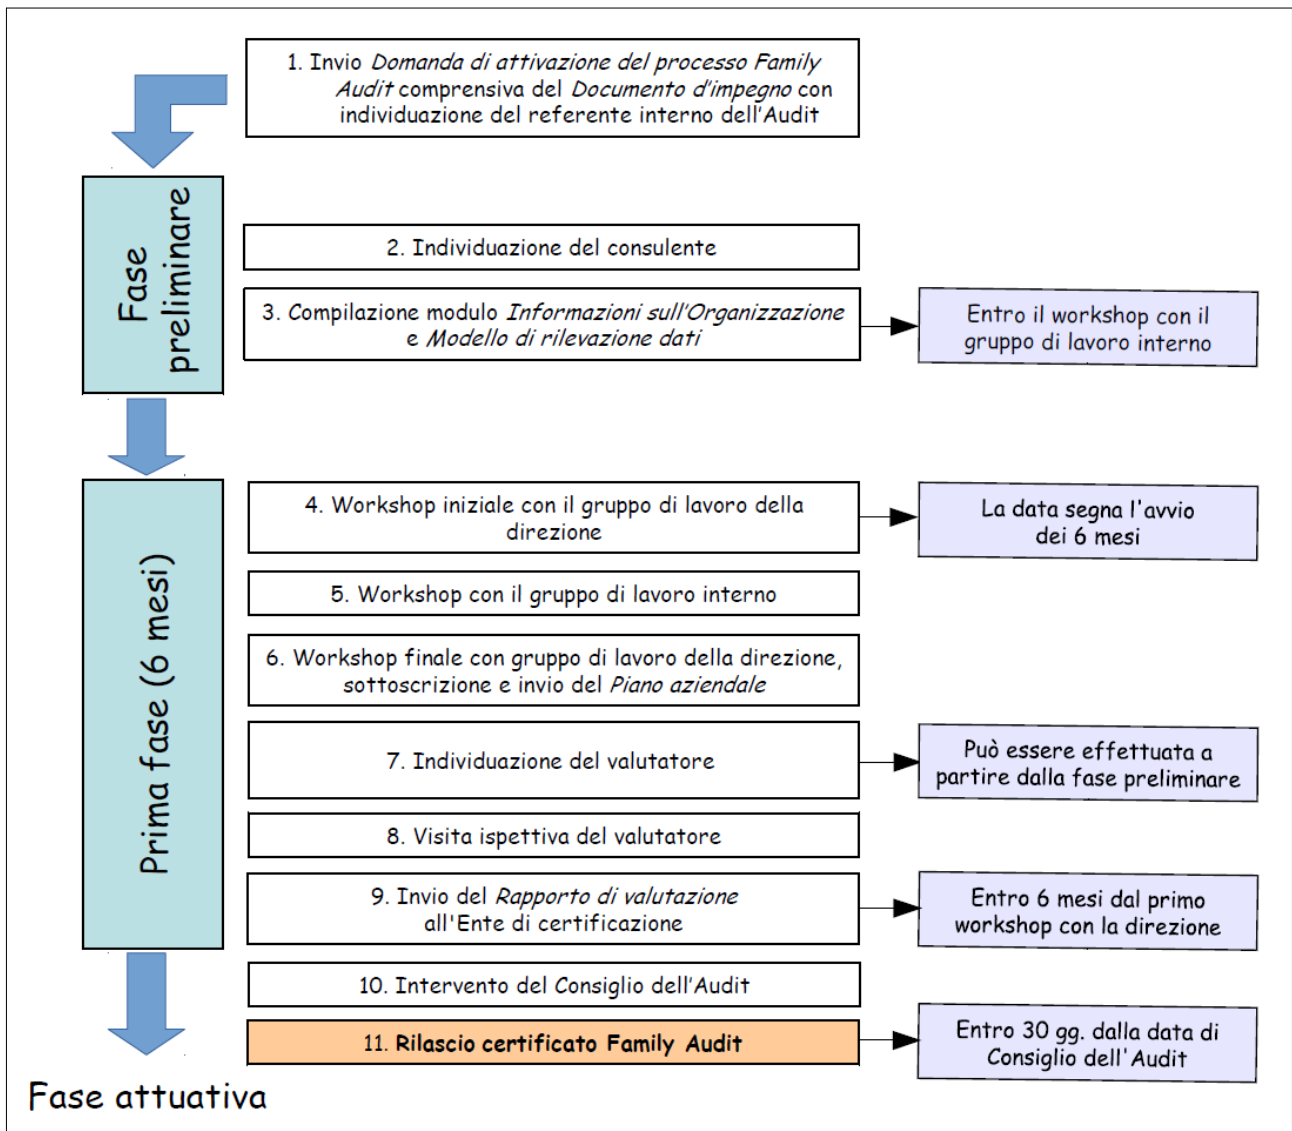 1. Invio Domanda di attivazione del processo Family
Audit comprensiva del Documento d'impegno con
individuazione del referente interno dell'Audit
Fase
preliminare
2. Individuazione del consulente
3. Compilazione modulo Informazioni sull'Organizzazione
e Modello di rilevazione dati
Entro il workshop con il
gruppo di lavoro interno
Prima fase (6 mesi)
4. Workshop iniziale con il gruppo di lavoro della
direzione
La data segna l'avvio
dei 6 mesi
5. Workshop con il gruppo di lavoro interno
6. Workshop finale con gruppo di lavoro della direzione,
sottoscrizione e invio del Piano aziendale
7. Individuazione del valutatore
Può essere effettuata a
partire dalla fase preliminare
8. Visita ispettiva del valutatore
9. Invio del Rapporto di valutazione
all'Ente di certificazione
Entro 6 mesi dal primo
workshop con la direzione
10. Intervento del Consiglio dell'Audit
11. Rilascio certificato Family Audit
Entro 30 gg. dalla data di
Consiglio dell'Audit
Fase attuativa